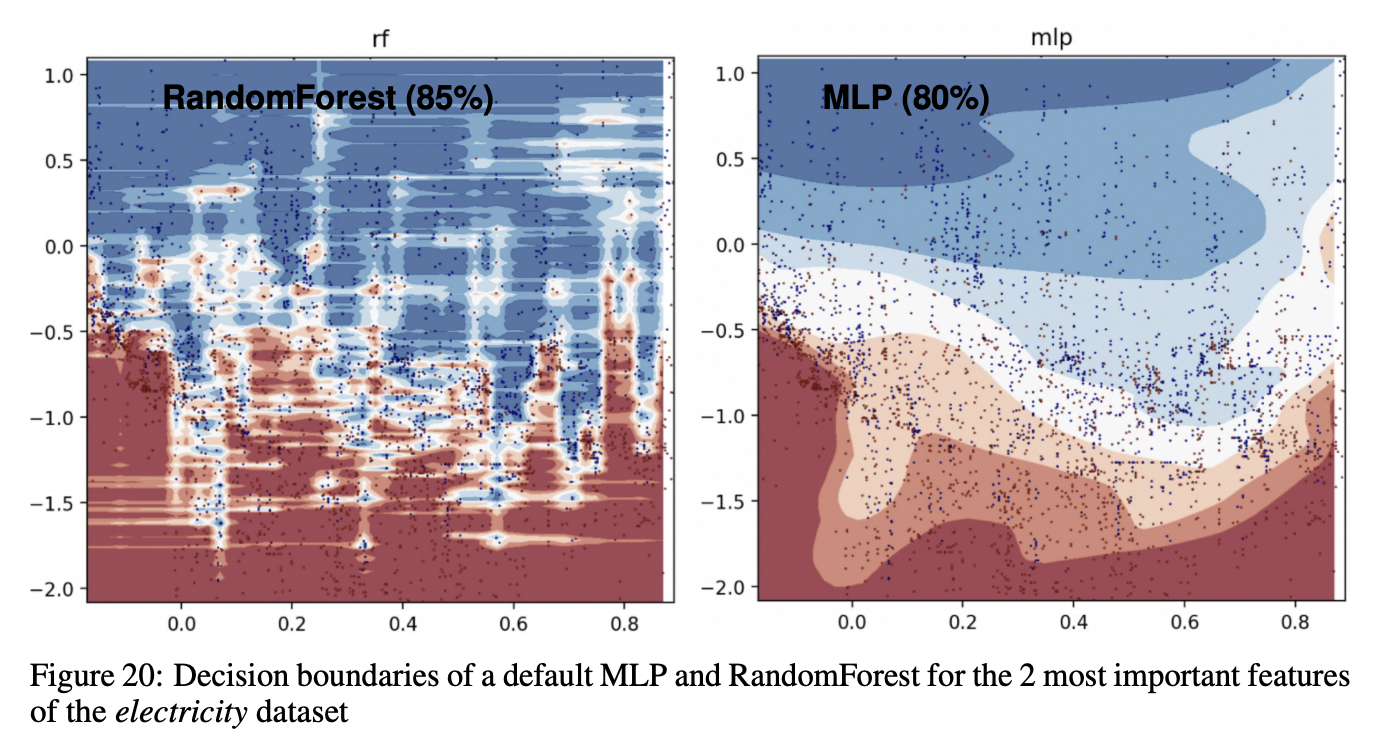 rf
RandomForest (85%)
1.0
0.5
0.0
−0.5
−1.0
−1.5
−2.0
0.0 0.2 0.4 0.6 0.8
mlp
MLP (80%)
1.0
0.5
0.0
−0.5
−1.0
−1.5
−2.0
0.0 0.2 0.4 0.6 0.8
Figure 20: Decision boundaries of a default MLP and RandomForest for the 2 most important features
of the electricity dataset